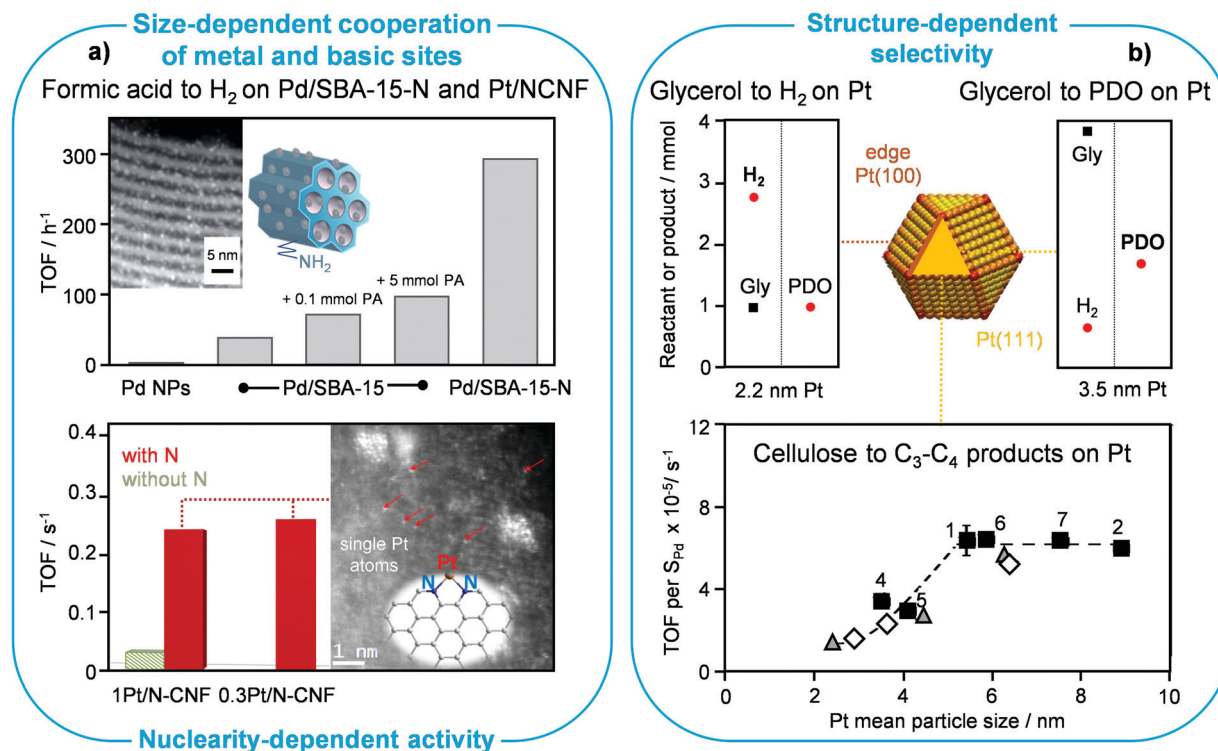 Size-dependent cooperation
of metal and basic sites
a)
Formic acid to H₂ on Pd/SBA-15-N and Pt/NCNF
TOF / h⁻¹
300
200
100
0
5 nm
NH₂
+ 0.1 mmol PA
+ 5 mmol PA
Pd NPs
Pd/SBA-15
Pd/SBA-15-N
TOF / s⁻¹
0.4
0.3
0.2
0.1
0
with N
without N
single Pt
atoms
Pt
N
N
1 nm
1Pt/N-CNF
0.3Pt/N-CNF
Nuclearity-dependent activity
Structure-dependent
selectivity
b)
Glycerol to H₂ on Pt
Glycerol to PDO on Pt
Reactant or product / mmol
4
3
2
1
0
H₂
Gly
PDO
2.2 nm Pt
edge
Pt(100)
Pt(111)
Gly
PDO
H₂
3.5 nm Pt
Cellulose to C₃-C₄ products on Pt
TOF per S_Pd x 10⁻⁵/ s⁻¹
12
9
6
3
0
4
5
1
6
7
2
0
2
4
6
8
10
Pt mean particle size / nm